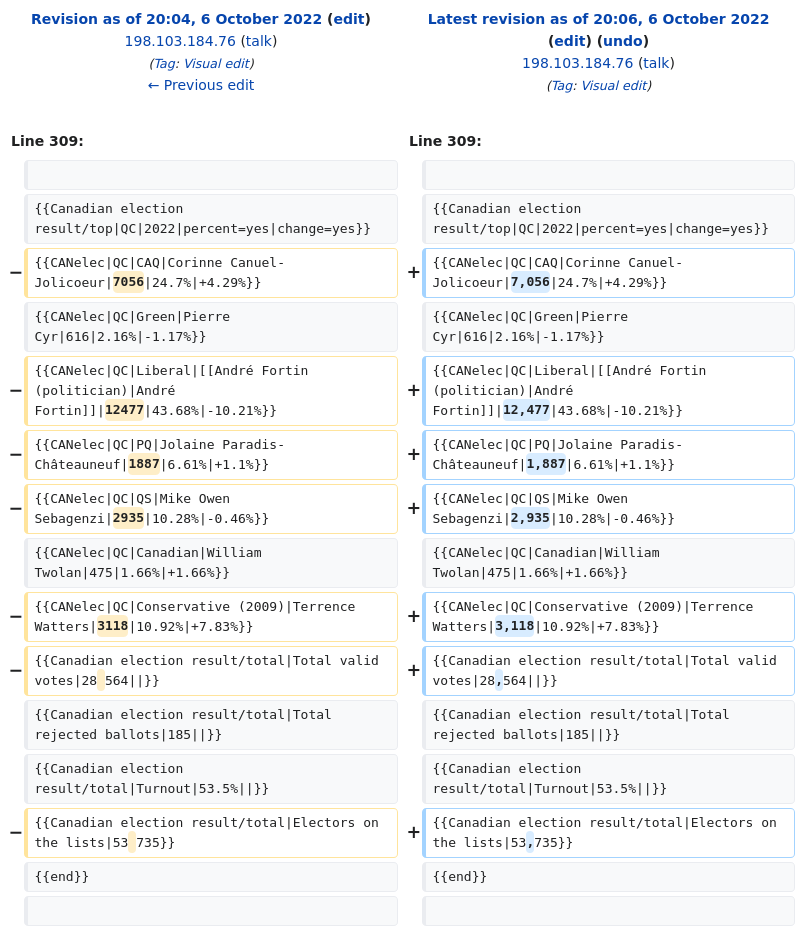 Revision as of 20:04, 6 October 2022 (edit)
198.103.184.76 (talk)
(Tag: Visual edit)
← Previous edit
Latest revision as of 20:06, 6 October 2022
(edit) (undo)
198.103.184.76 (talk)
(Tag: Visual edit)
Line 309:
Line 309:
{{Canadian election
result/top|QC|2022|percent=yes|change=yes}}
{{Canadian election
result/top|QC|2022|percent=yes|change=yes}}
− {{CANelec|QC|CAQ|Corinne Canuel-
Jolicoeur|7056|24.7%|+4.29%}}
+ {{CANelec|QC|CAQ|Corinne Canuel-
Jolicoeur|7,056|24.7%|+4.29%}}
{{CANelec|QC|Green|Pierre
Cyr|616|2.16%|-1.17%}}
{{CANelec|QC|Green|Pierre
Cyr|616|2.16%|-1.17%}}
− {{CANelec|QC|Liberal|[[André Fortin
(politician)|André
Fortin]]|12477|43.68%|-10.21%}}
+ {{CANelec|QC|Liberal|[[André Fortin
(politician)|André
Fortin]]|12,477|43.68%|-10.21%}}
− {{CANelec|QC|PQ|Jolaine Paradis-
Châteauneuf|1887|6.61%|+1.1%}}
+ {{CANelec|QC|PQ|Jolaine Paradis-
Châteauneuf|1,887|6.61%|+1.1%}}
− {{CANelec|QC|QS|Mike Owen
Sebagenzi|2935|10.28%|-0.46%}}
+ {{CANelec|QC|QS|Mike Owen
Sebagenzi|2,935|10.28%|-0.46%}}
{{CANelec|QC|Canadian|William
Twolan|475|1.66%|+1.66%}}
{{CANelec|QC|Canadian|William
Twolan|475|1.66%|+1.66%}}
− {{CANelec|QC|Conservative (2009)|Terrence
Watters|3118|10.92%|+7.83%}}
+ {{CANelec|QC|Conservative (2009)|Terrence
Watters|3,118|10.92%|+7.83%}}
− {{Canadian election result/total|Total valid
votes|28 564||}}
+ {{Canadian election result/total|Total valid
votes|28,564||}}
{{Canadian election result/total|Total
rejected ballots|185||}}
{{Canadian election result/total|Total
rejected ballots|185||}}
{{Canadian election
result/total|Turnout|53.5%||}}
{{Canadian election
result/total|Turnout|53.5%||}}
− {{Canadian election result/total|Electors on
the lists|53 735}}
+ {{Canadian election result/total|Electors on
the lists|53,735}}
{{end}}
{{end}}